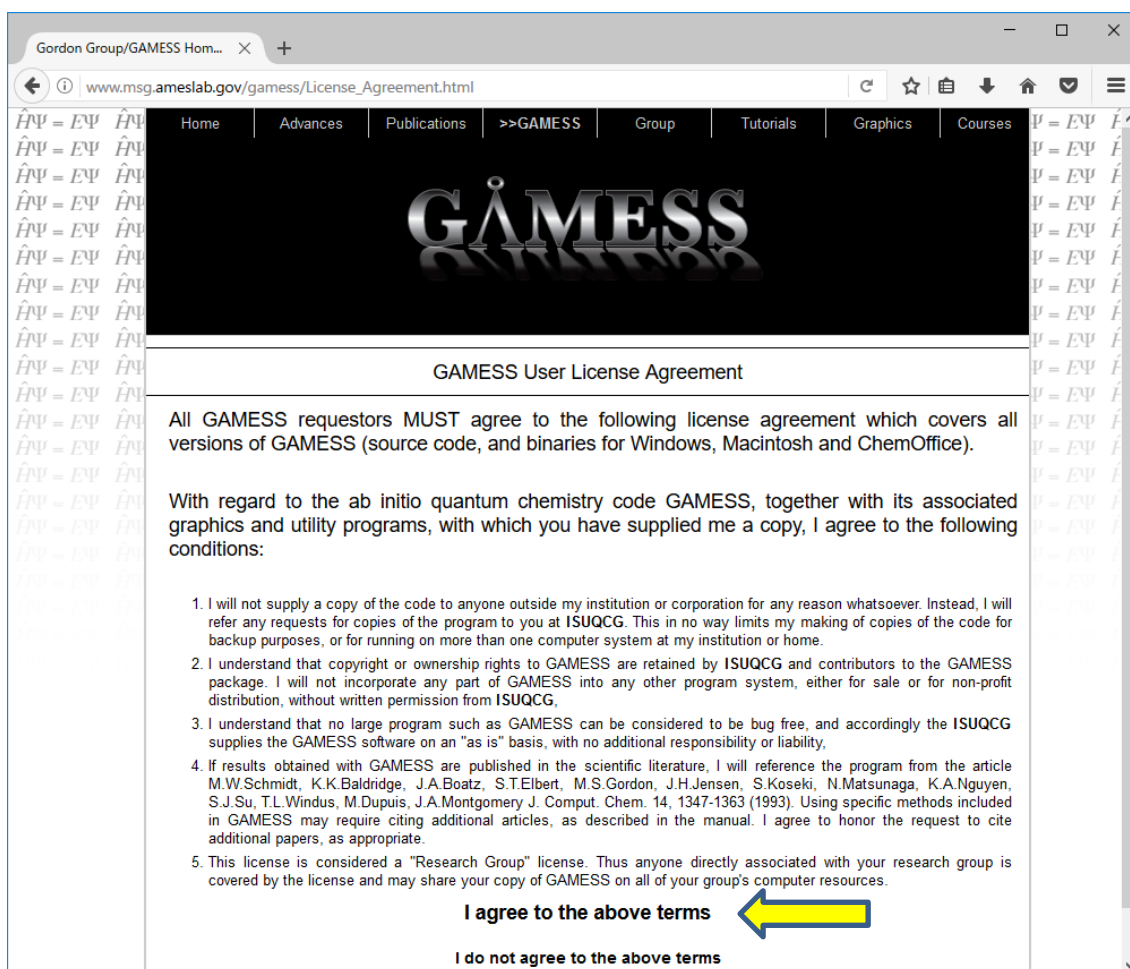 Gordon Group/GAMESS Hom...
www.msg.ameslab.gov/gamess/License_Agreement.html
Home Advances Publications >>GAMESS Group Tutorials Graphics Courses
GÅMESS
GAMESS User License Agreement
All GAMESS requestors MUST agree to the following license agreement which covers all
versions of GAMESS (source code, and binaries for Windows, Macintosh and ChemOffice).
With regard to the ab initio quantum chemistry code GAMESS, together with its associated
graphics and utility programs, with which you have supplied me a copy, I agree to the following
conditions:
1. I will not supply a copy of the code to anyone outside my institution or corporation for any reason whatsoever. Instead, I will
refer any requests for copies of the program to you at ISUQCG. This in no way limits my making of copies of the code for
backup purposes, or for running on more than one computer system at my institution or home.
2. I understand that copyright or ownership rights to GAMESS are retained by ISUQCG and contributors to the GAMESS
package. I will not incorporate any part of GAMESS into any other program system, either for sale or for non-profit
distribution, without written permission from ISUQCG,
3. I understand that no large program such as GAMESS can be considered to be bug free, and accordingly the ISUQCG
supplies the GAMESS software on an "as is" basis, with no additional responsibility or liability,
4. If results obtained with GAMESS are published in the scientific literature, I will reference the program from the article
M.W.Schmidt, K.K.Baldridge, J.A.Boatz, S.T.Elbert, M.S.Gordon, J.H.Jensen, S.Koseki, N.Matsunaga, K.A.Nguyen,
S.J.Su, T.L.Windus, M.Dupuis, J.A.Montgomery J. Comput. Chem. 14, 1347-1363 (1993). Using specific methods included
in GAMESS may require citing additional articles, as described in the manual. I agree to honor the request to cite
additional papers, as appropriate.
5. This license is considered a "Research Group" license. Thus anyone directly associated with your research group is
covered by the license and may share your copy of GAMESS on all of your group's computer resources.
I agree to the above terms
I do not agree to the above terms